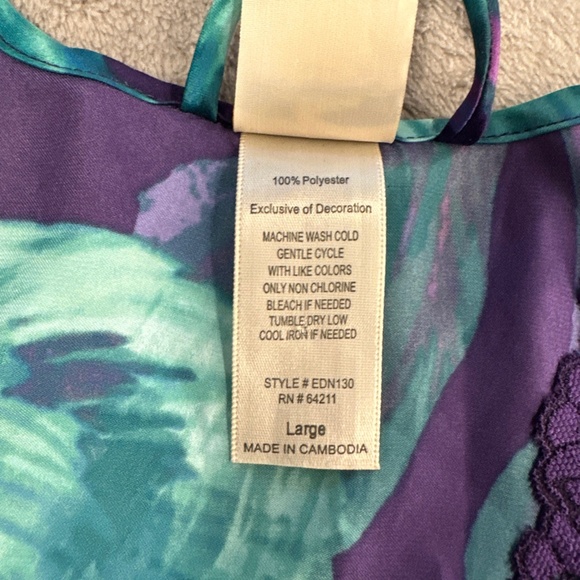 100% Polyester
Exclusive of Decoration
MACHINE WASH COLD
GENTLE CYCLE
WITH LIKE COLORS
ONLY NON CHLORINE
BLEACH IF NEEDED
TUMBLE DRY LOW
COOL IRON IF NEEDED
STYLE # EDN130
RN # 64211
Large
MADE IN CAMBODIA